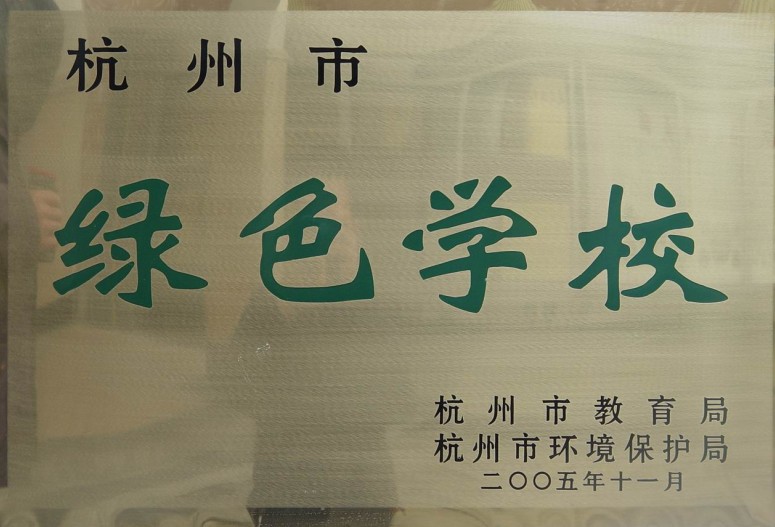 杭州市
绿色学校
杭州市教育局
杭州市环境保护局
二〇〇五年十一月